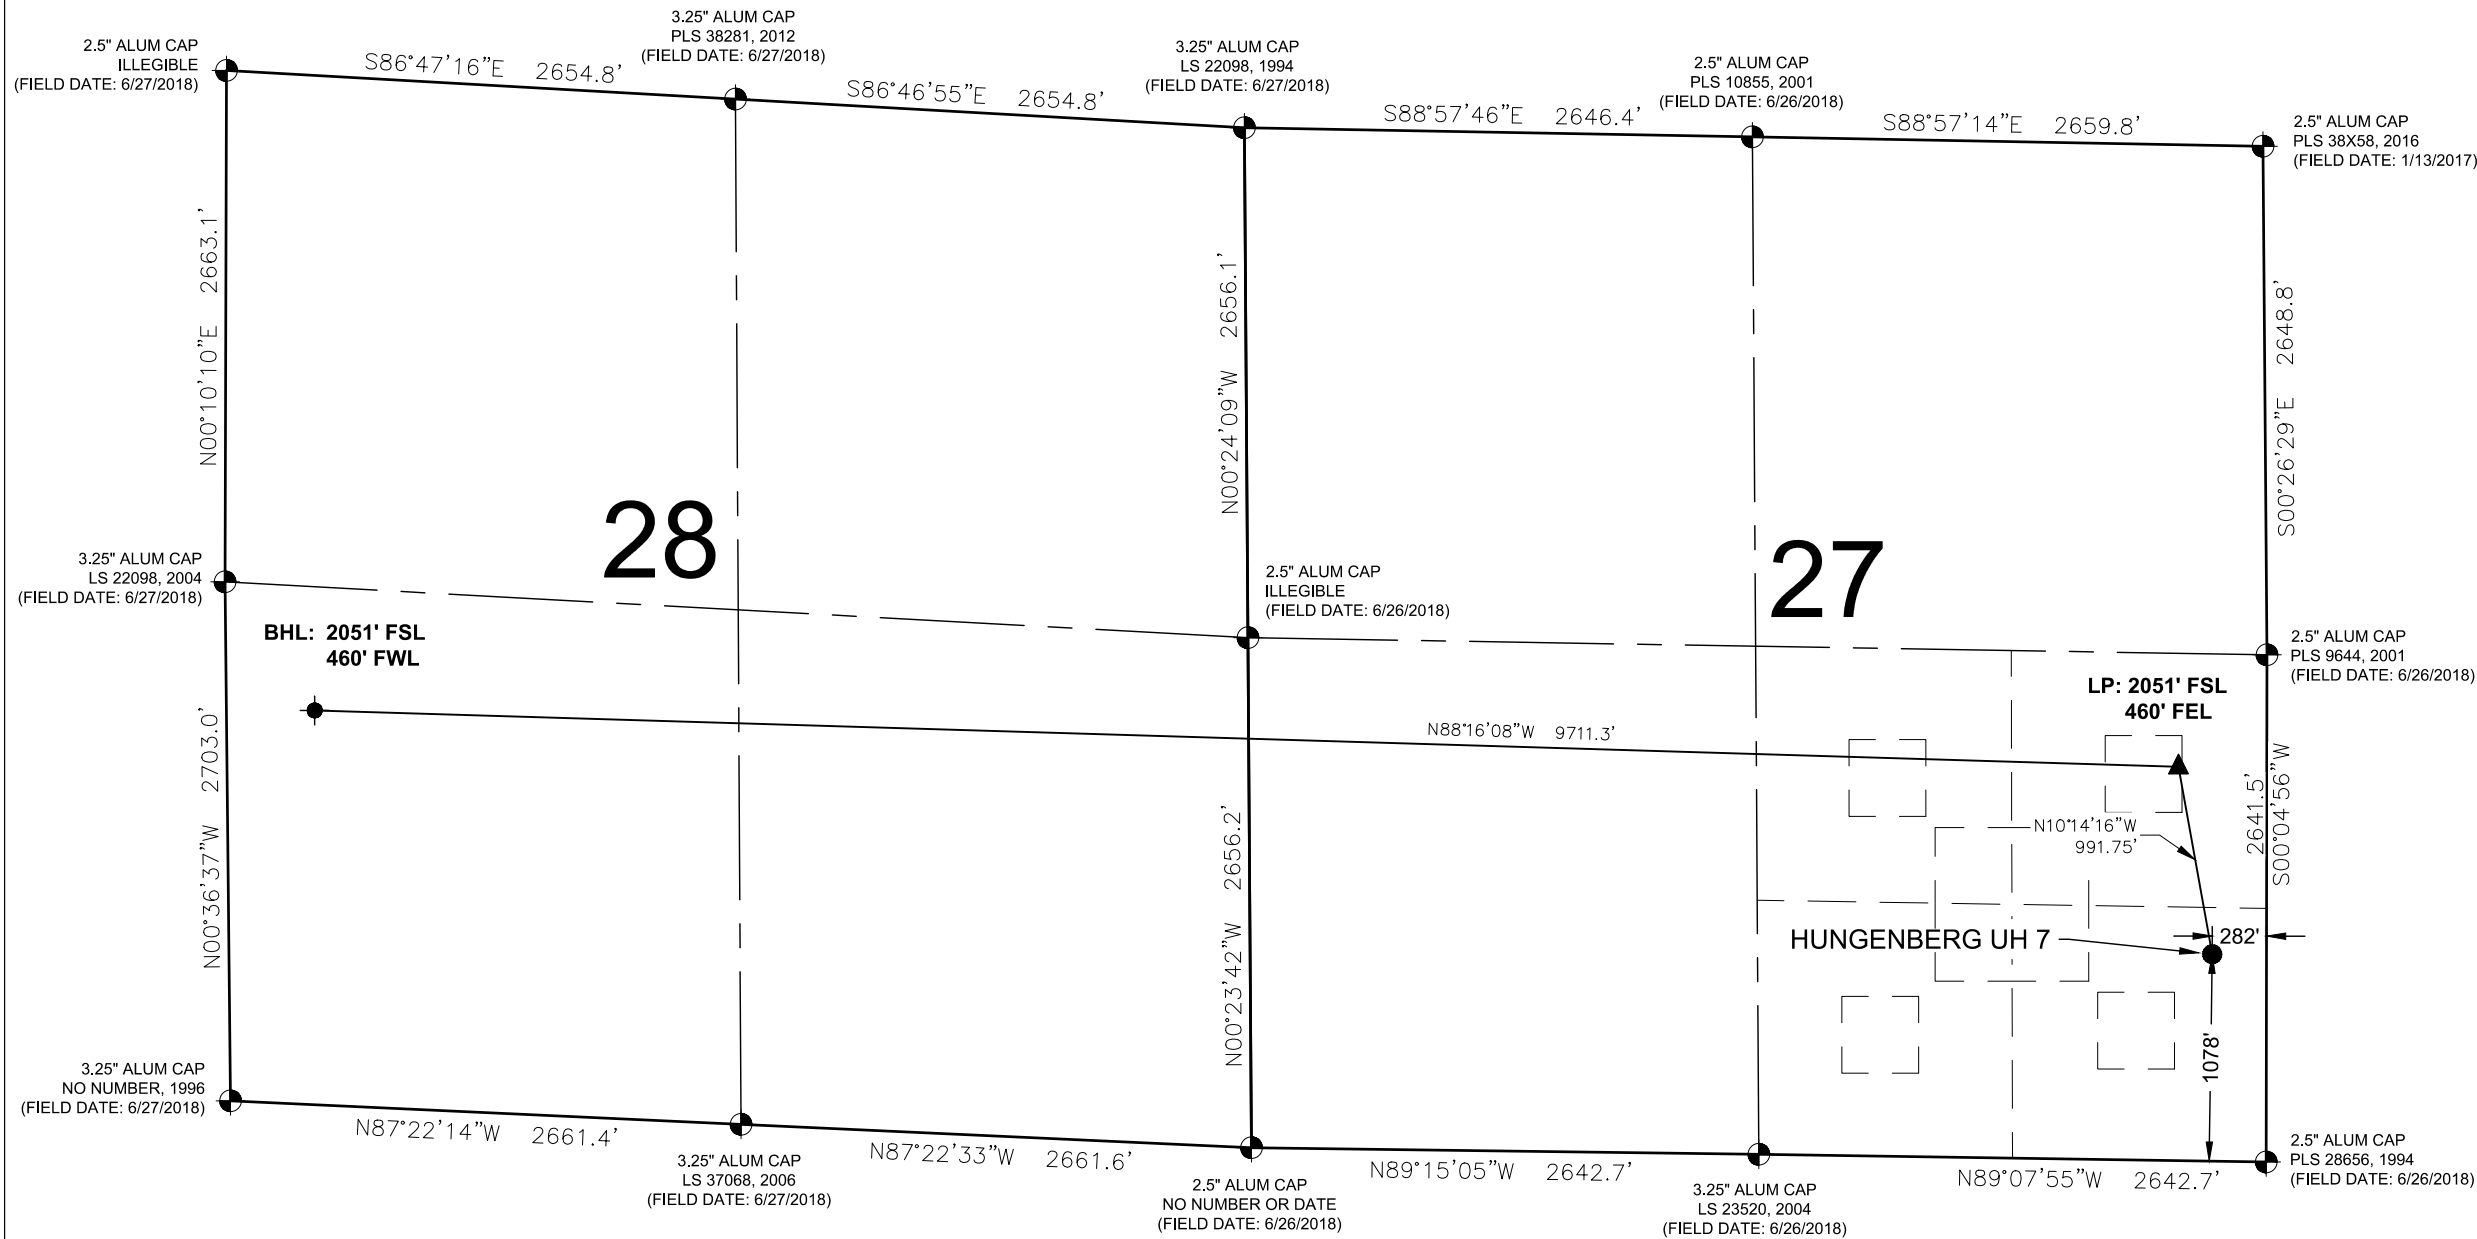 3.25" ALUM CAP
PLS 38281, 2012
(FIELD DATE: 6/27/2018)
2.5" ALUM CAP
ILLEGIBLE
(FIELD DATE: 6/27/2018)
3.25" ALUM CAP
LS 22098, 1994
(FIELD DATE: 6/27/2018)
2.5" ALUM CAP
PLS 10855, 2001
(FIELD DATE: 6/26/2018)
2.5" ALUM CAP
PLS 38X58, 2016
(FIELD DATE: 1/13/2017)
S86°47'16"E 2654.8'
S86°46'55"E 2654.8'
S88°57'46"E 2646.4'
S88°57'14"E 2659.8'
N00°10'10"E 2663.1'
N00°24'09"W 2656.1'
S00°26'29"E 2648.8'
28
27
3.25" ALUM CAP
LS 22098, 2004
(FIELD DATE: 6/27/2018)
2.5" ALUM CAP
ILLEGIBLE
(FIELD DATE: 6/26/2018)
2.5" ALUM CAP
PLS 9644, 2001
(FIELD DATE: 6/26/2018)
BHL: 2051' FSL
460' FWL
LP: 2051' FSL
460' FEL
N88°16'08"W 9711.3'
N10°14'16"W
991.75'
N00°36'37"W 2703.0'
N00°23'42"W 2656.2'
2641.5'
S00°04'56"W
HUNGENBERG UH 7
282'
1078'
3.25" ALUM CAP
NO NUMBER, 1996
(FIELD DATE: 6/27/2018)
N87°22'14"W 2661.4'
N87°22'33"W 2661.6'
N89°15'05"W 2642.7'
N89°07'55"W 2642.7'
3.25" ALUM CAP
LS 37068, 2006
(FIELD DATE: 6/27/2018)
2.5" ALUM CAP
NO NUMBER OR DATE
(FIELD DATE: 6/26/2018)
3.25" ALUM CAP
LS 23520, 2004
(FIELD DATE: 6/26/2018)
2.5" ALUM CAP
PLS 28656, 1994
(FIELD DATE: 6/26/2018)